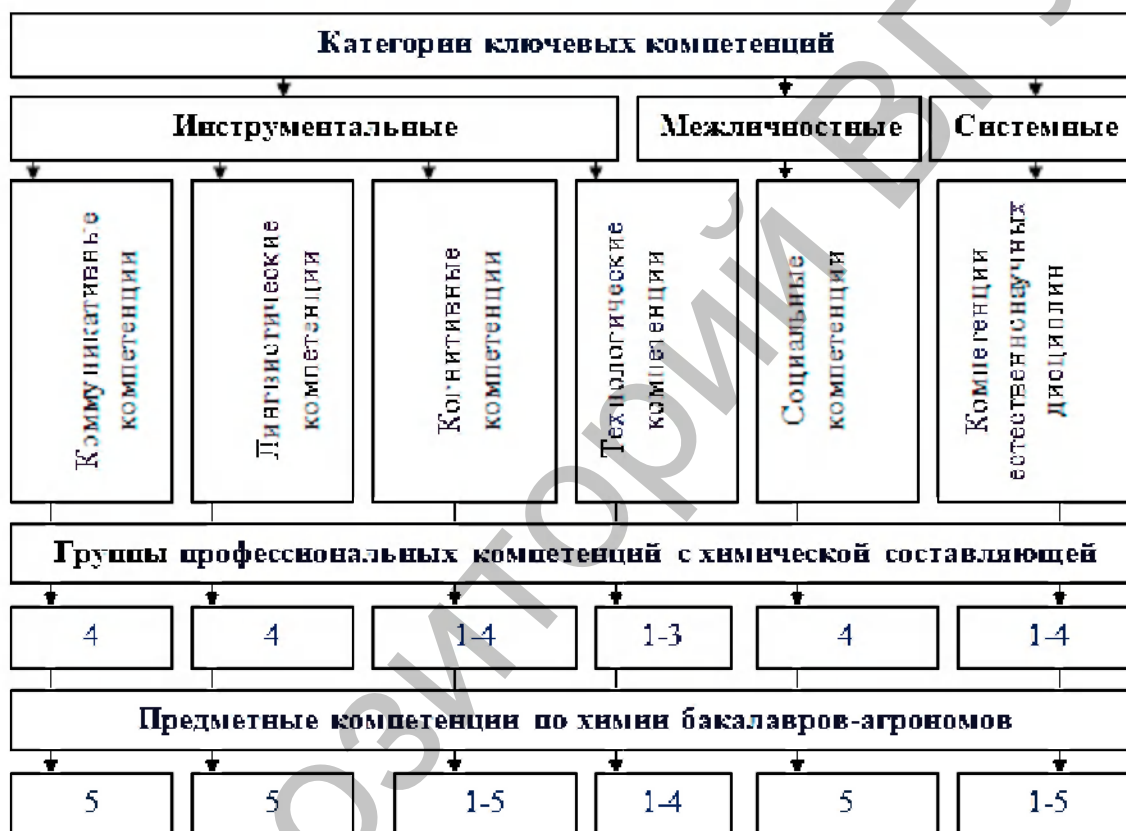 Категории ключевых компетенций
Инструментальные
Межличностные
Системные
Коммуникативные
компетенции
Лингвистические
компетенции
Когнитивные
компетенции
Технологические
компетенции
Социальные
компетенции
Компетенции
естественнонаучных
дисциплин
Группы профессиональных компетенций с химической составляющей
4
4
1-4
1-3
4
1-4
Предметные компетенции по химии бакалавров-агрономов
5
5
1-5
1-4
5
1-5
озиторий ВГ